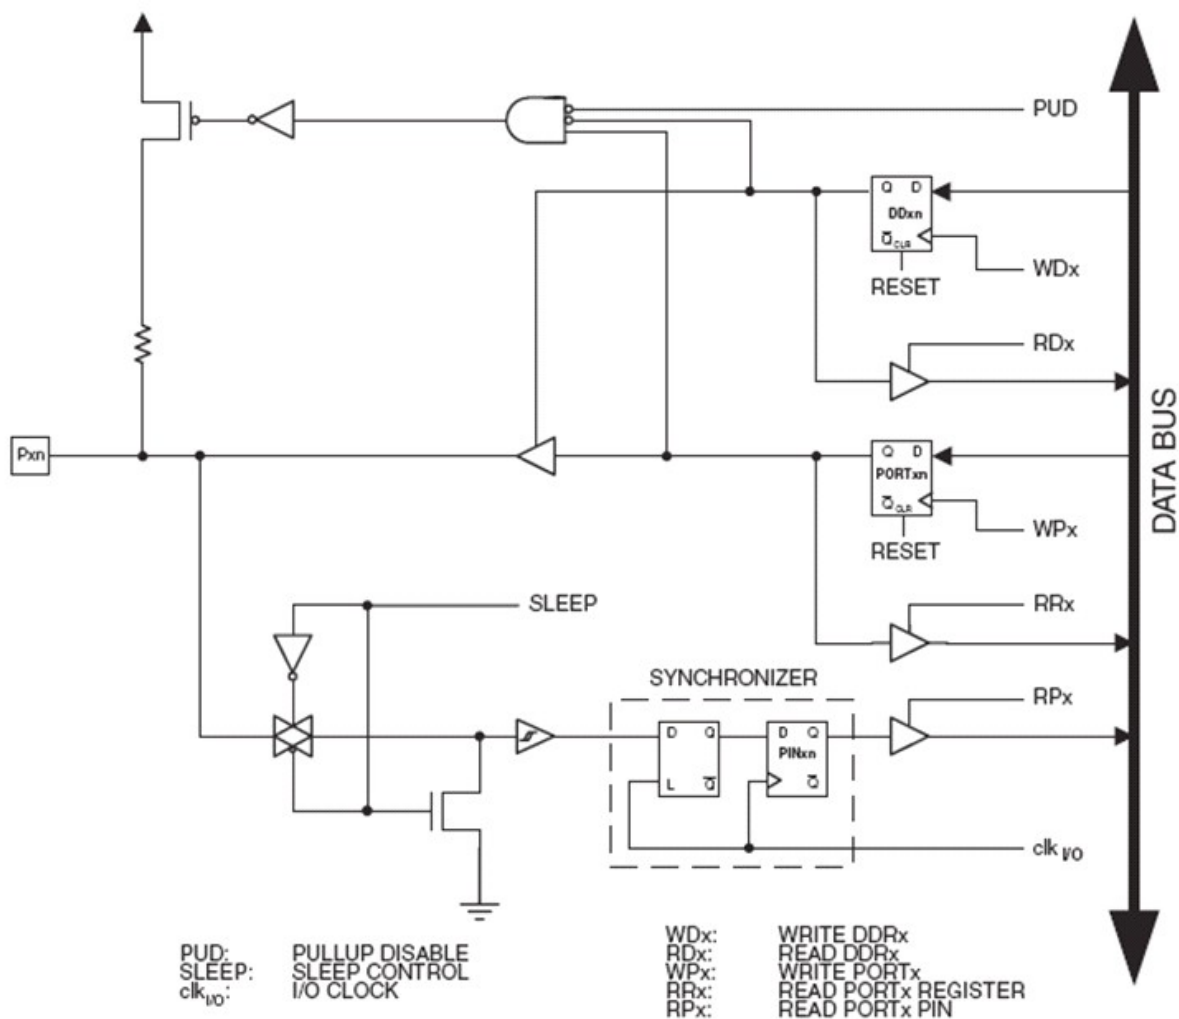 PUD
Q D
DDxn
Q CLR
RESET
WDx
RDx
Pxn
Q D
PORTxn
Q CLR
RESET
WPx
DATA BUS
SLEEP
RRx
SYNCHRONIZER
RPx
D Q
L Q
D Q
PINxn
Q
clk I/O
PUD: PULLUP DISABLE
SLEEP: SLEEP CONTROL
clk I/O: I/O CLOCK
WDx: WRITE DDRx
RDx: READ DDRx
WPx: WRITE PORTx
RRx: READ PORTx REGISTER
RPx: READ PORTx PIN